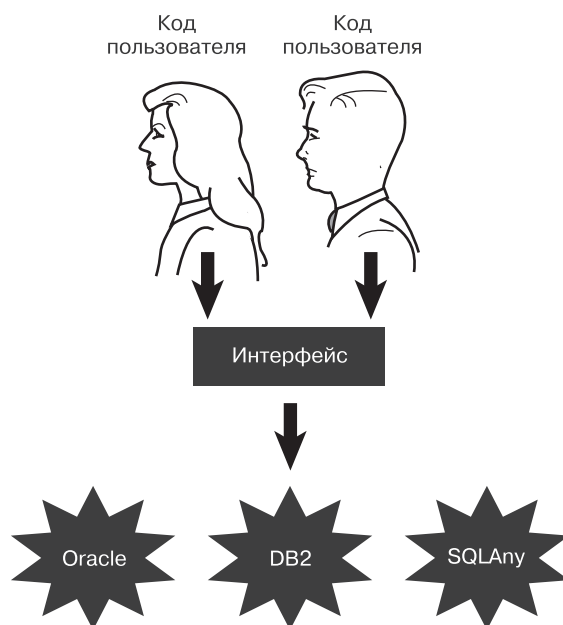 Код
пользователя
Код
пользователя
Интерфейс
Oracle
DB2
SQLAny